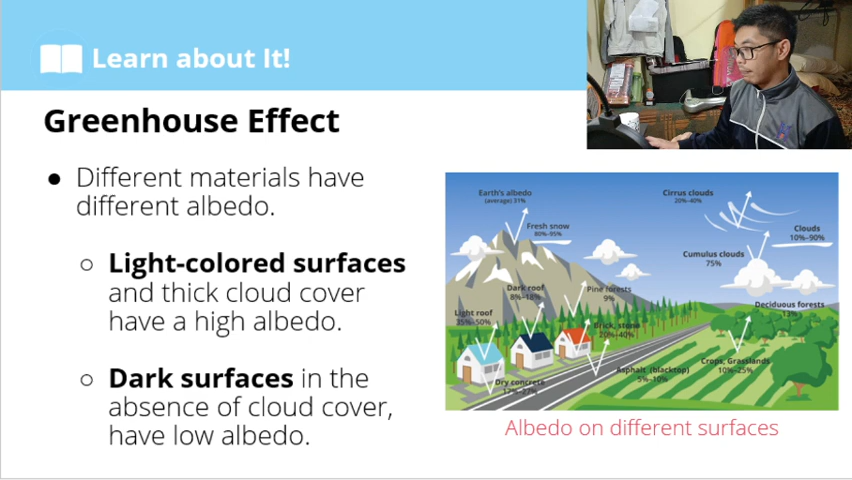 Learn about It!
Greenhouse Effect
● Different materials have
different albedo.
○ Light-colored surfaces
and thick cloud cover
have a high albedo.
○ Dark surfaces in the
absence of cloud cover,
have low albedo.
Earth's albedo
(average) 31%
Fresh snow
80%–95%
Cirrus clouds
20%–40%
Clouds
10%–90%
Cumulus clouds
75%
Dark roof
8%–18%
Pine forests
9%
Light roof
35%–50%
Brick, stone
20%–40%
Deciduous forests
13%
Asphalt (blacktop)
5%–10%
Crops, Grasslands
10%–25%
Dry concrete
17%–27%
Albedo on different surfaces